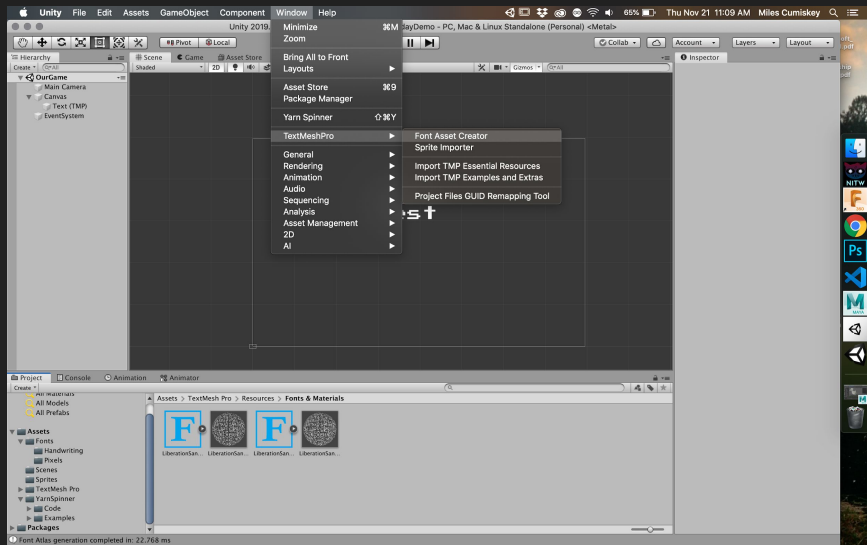 Unity File Edit Assets GameObject Component Window Help 65% Thu Nov 21 11:09 AM Miles Cumiskey
Unity 2019. dayDemo - PC, Mac & Linux Standalone (Personal) <Metal>
Pivot Local Collab Account Layers Layout
Hierarchy Scene Game Asset Store Inspector
Create All Shaded 2D Gizmos All
OurGame
Main Camera
Canvas
Text (TMP)
EventSystem
Minimize ⌘M
Zoom
Bring All to Front
Layouts
Asset Store ⌘9
Package Manager
Yarn Spinner ⇧⌘Y
TextMeshPro
General
Rendering
Animation
Audio
Sequencing
Analysis
Asset Management
2D
AI
Font Asset Creator
Sprite Importer
Import TMP Essential Resources
Import TMP Examples and Extras
Project Files GUID Remapping Tool
est
NITW
Ps
MAYA
Project Console Animation Animator
Create
All Materials
All Models
All Prefabs
Assets
Fonts
Handwriting
Pixels
Scenes
Sprites
TextMesh Pro
YarnSpinner
Code
Examples
Packages
Assets > TextMesh Pro > Resources > Fonts & Materials
F F
LiberationSan... LiberationSan... LiberationSan... LiberationSan...
Font Atlas generation completed in: 22.768 ms